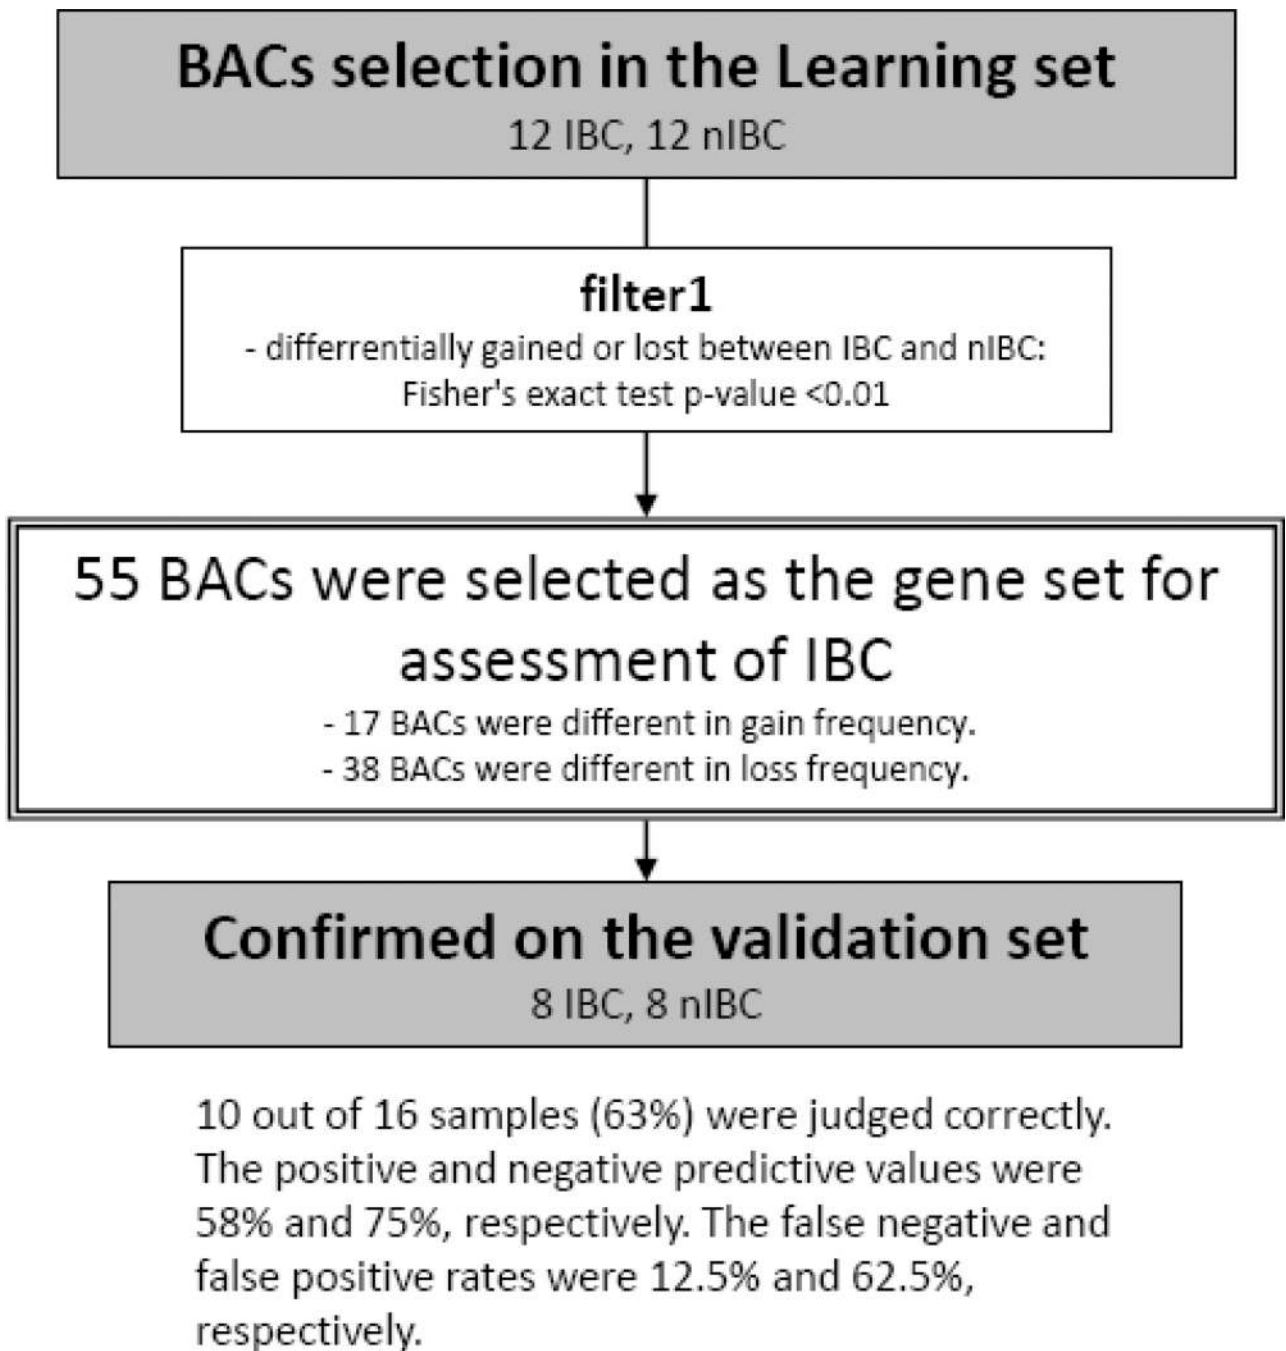 BACs selection in the Learning set
12 IBC, 12 nIBC
filter1
- differrentially gained or lost between IBC and nIBC:
Fisher's exact test p-value <0.01
55 BACs were selected as the gene set for
assessment of IBC
- 17 BACs were different in gain frequency.
- 38 BACs were different in loss frequency.
Confirmed on the validation set
8 IBC, 8 nIBC
10 out of 16 samples (63%) were judged correctly.
The positive and negative predictive values were
58% and 75%, respectively. The false negative and
false positive rates were 12.5% and 62.5%,
respectively.